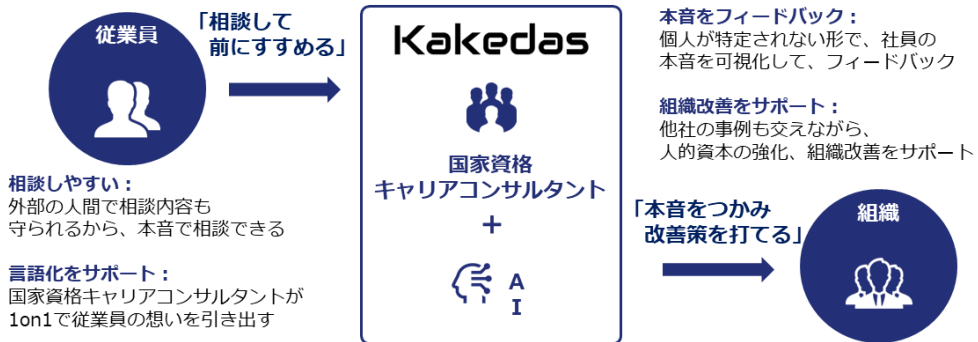 従業員
「相談して
前にすすめる」
相談しやすい：
外部の人間で相談内容も
守られるから、本音で相談できる
言語化をサポート：
国家資格キャリアコンサルタントが
1on1で従業員の想いを引き出す
Kakedas
国家資格
キャリアコンサルタント
+
A
I
本音をフィードバック：
個人が特定されない形で、社員の
本音を可視化して、フィードバック
組織改善をサポート：
他社の事例も交えながら、
人的資本の強化、組織改善をサポート
「本音をつかみ
改善策を打てる」
組織